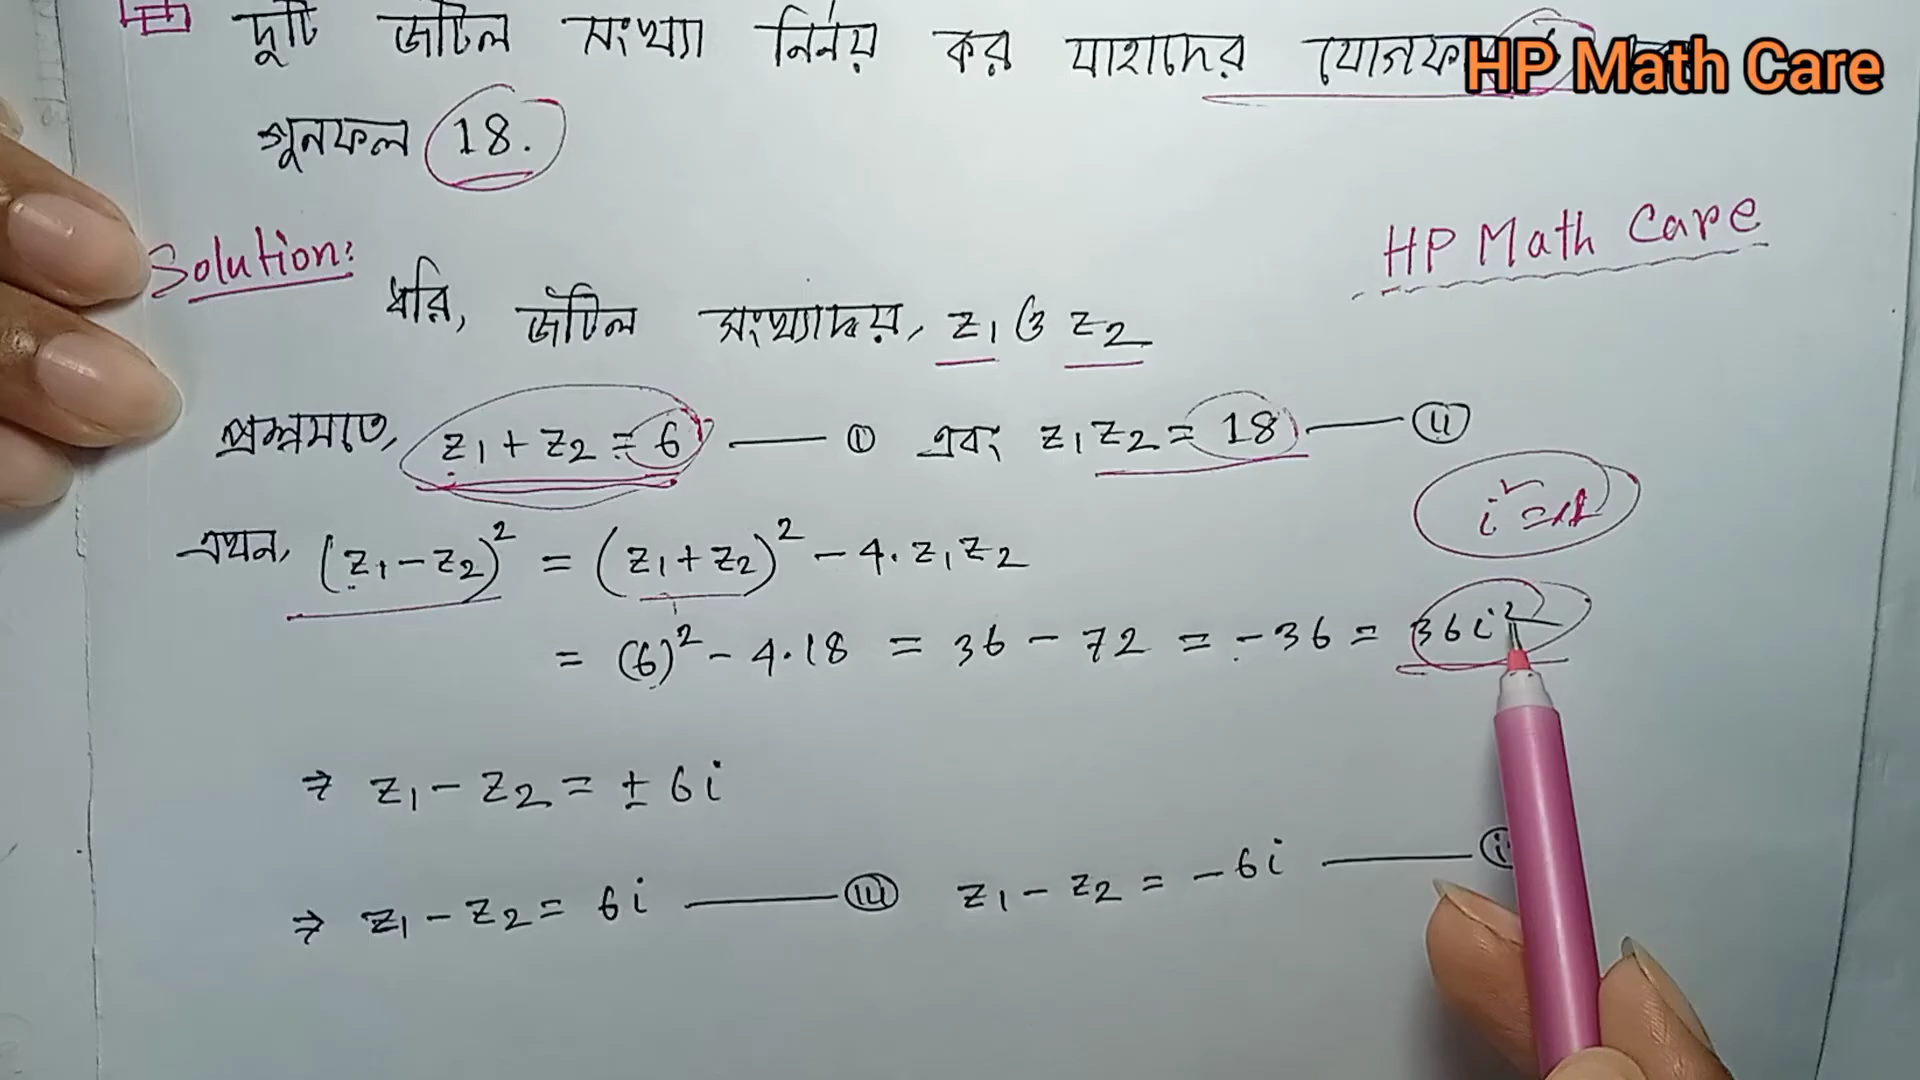 দুটি জটিল সংখ্যা নির্নয় কর যাহাদের যোগফল
HP Math Care
গুনফল 18.
Solution:
HP Math Care
ধরি, জটিল সংখ্যাদ্বয়, z₁ ও z₂
প্রশ্নমতে, z₁ + z₂ = 6 —— (i) এবং z₁z₂ = 18 —— (ii)
এখন, (z₁ - z₂)² = (z₁ + z₂)² - 4.z₁z₂
= (6)² - 4.18 = 36 - 72 = -36 = 36i²
⇒ z₁ - z₂ = ± 6i
⇒ z₁ - z₂ = 6i —— (iii) z₁ - z₂ = -6i ——